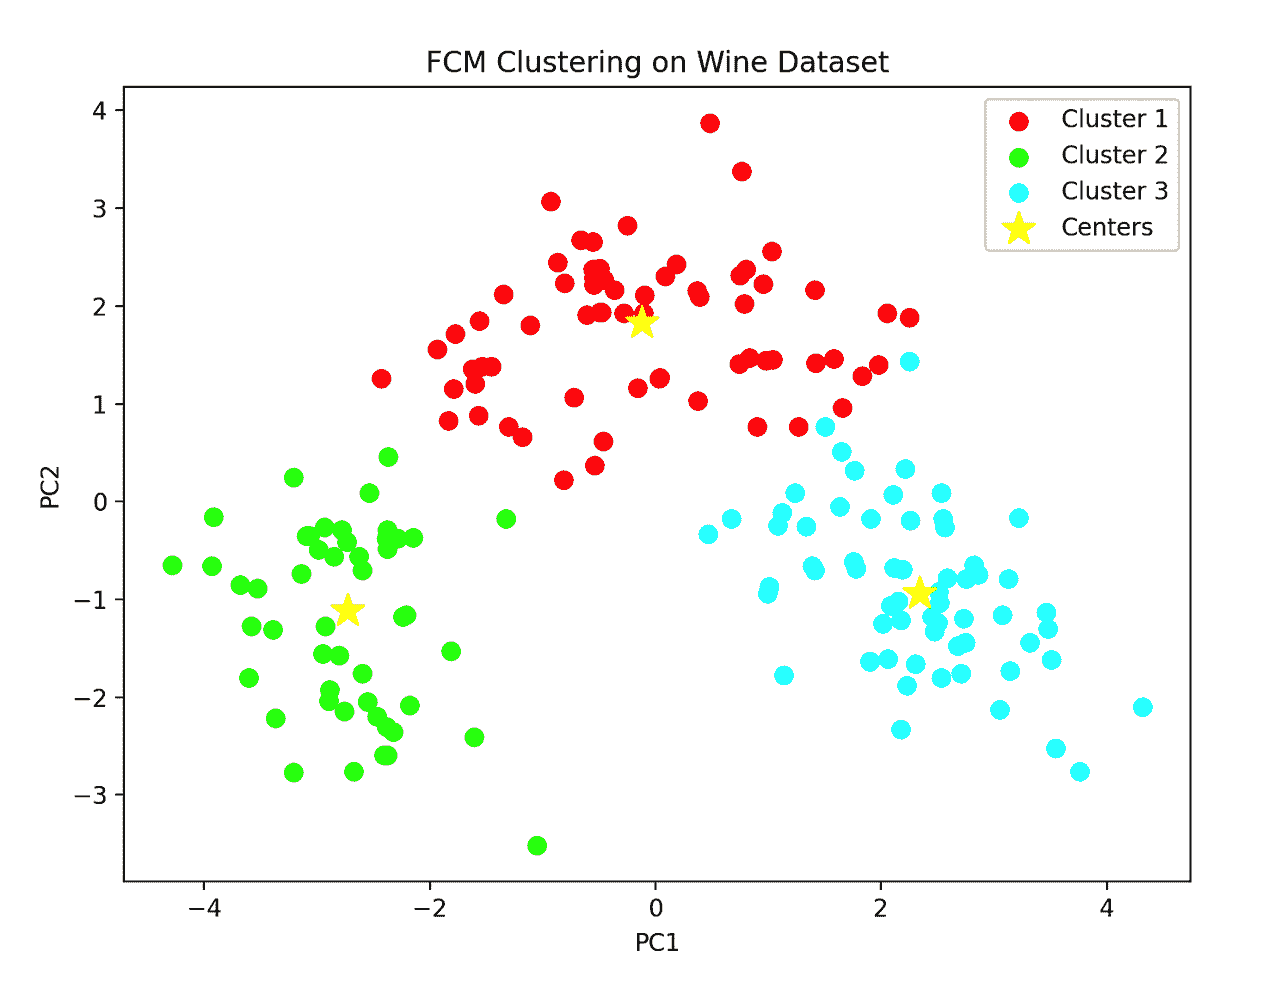 FCM Clustering on Wine Dataset
Cluster 1
Cluster 2
Cluster 3
Centers
4
3
2
1
0
−1
−2
−3
PC2
−4
−2
0
2
4
PC1